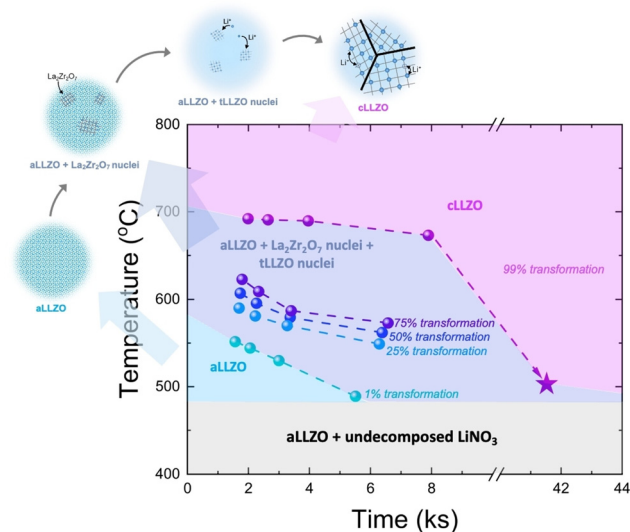 Li⁺
Li⁺
La₂Zr₂O₇
aLLZO + tLLZO nuclei
Li⁺
Li⁺
cLLZO
aLLZO + La₂Zr₂O₇ nuclei
aLLZO
800
700
600
500
400
Temperature (ºC)
cLLZO
aLLZO + La₂Zr₂O₇ nuclei +
tLLZO nuclei
99% transformation
75% transformation
50% transformation
25% transformation
aLLZO
1% transformation
aLLZO + undecomposed LiNO₃
0 2 4 6 8 42 44
Time (ks)